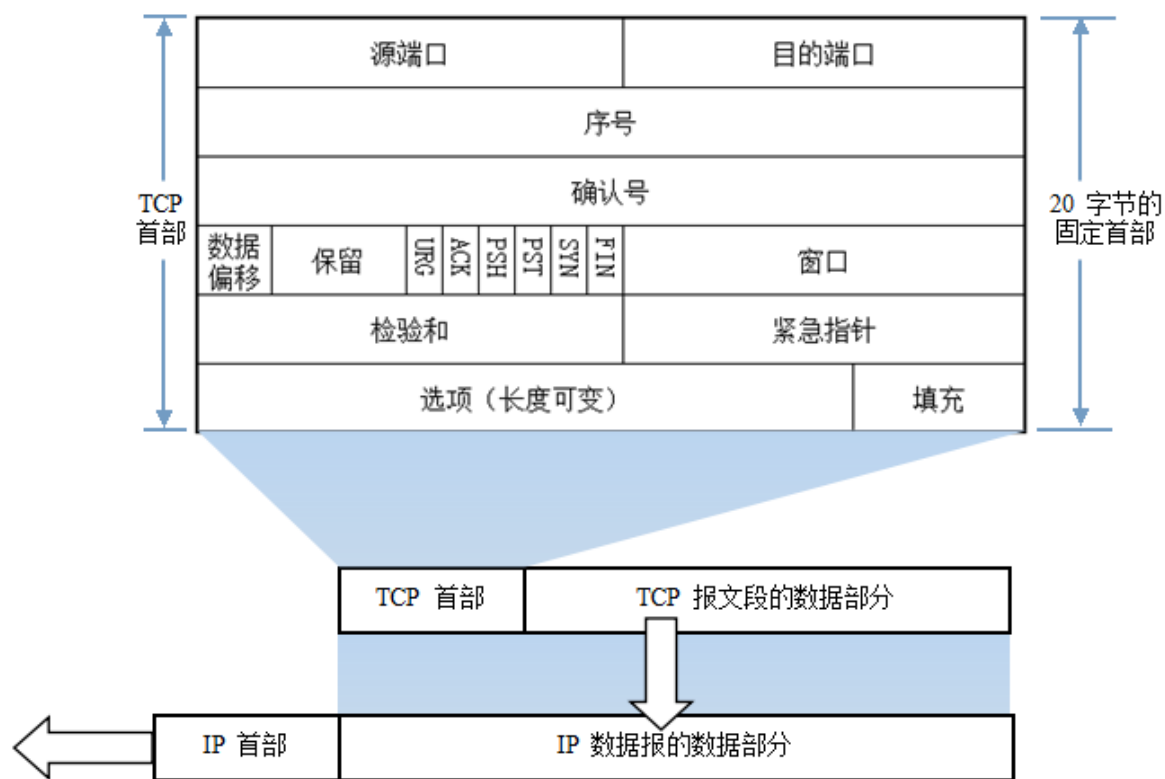 源端口
目的端口
序号
确认号
TCP
首部
20 字节的
固定首部
数据
偏移
保留
URG
ACK
PSH
PST
SYN
FIN
窗口
检验和
紧急指针
选项（长度可变）
填充
TCP 首部
TCP 报文段的数据部分
IP 首部
IP 数据报的数据部分